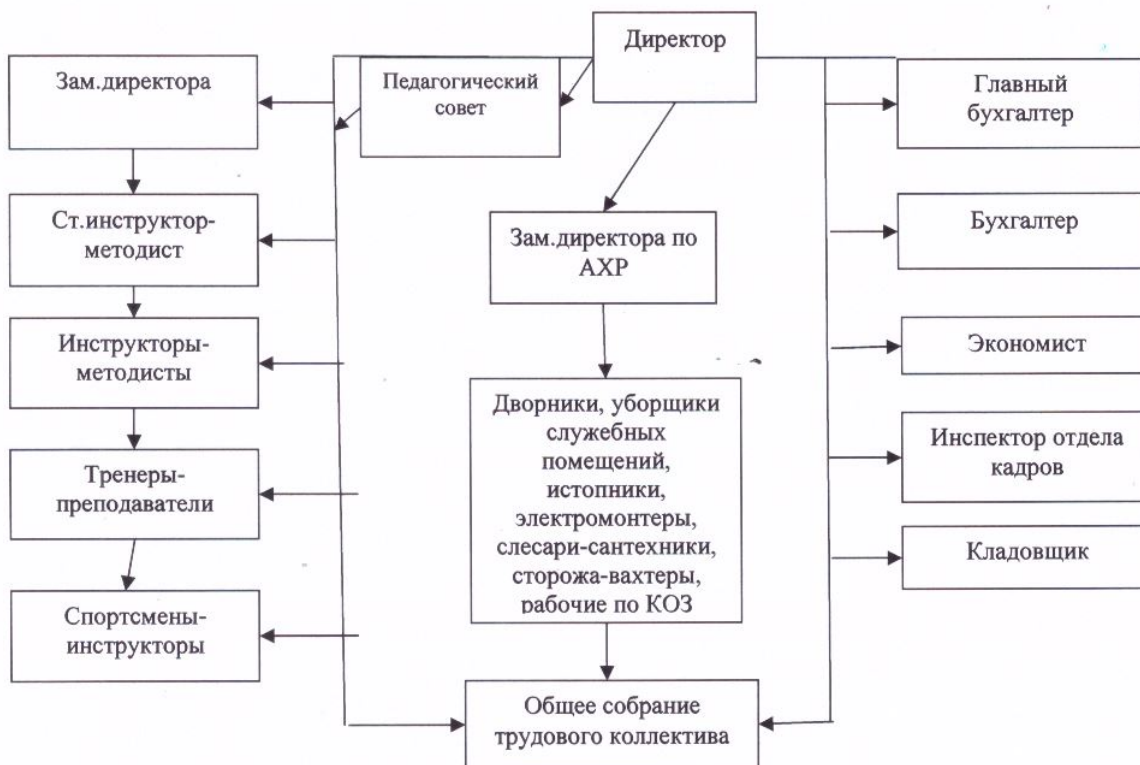 Директор
Зам.директора
Педагогический
совет
Главный
бухгалтер
Ст.инструктор-
методист
Зам.директора по
АХР
Бухгалтер
Инструкторы-
методисты
Экономист
Дворники, уборщики
служебных
помещений,
истопники,
электромонтеры,
слесари-сантехники,
сторожа-вахтеры,
рабочие по КОЗ
Инспектор отдела
кадров
Тренеры-
преподаватели
Кладовщик
Спортсмены-
инструкторы
Общее собрание
трудового коллектива